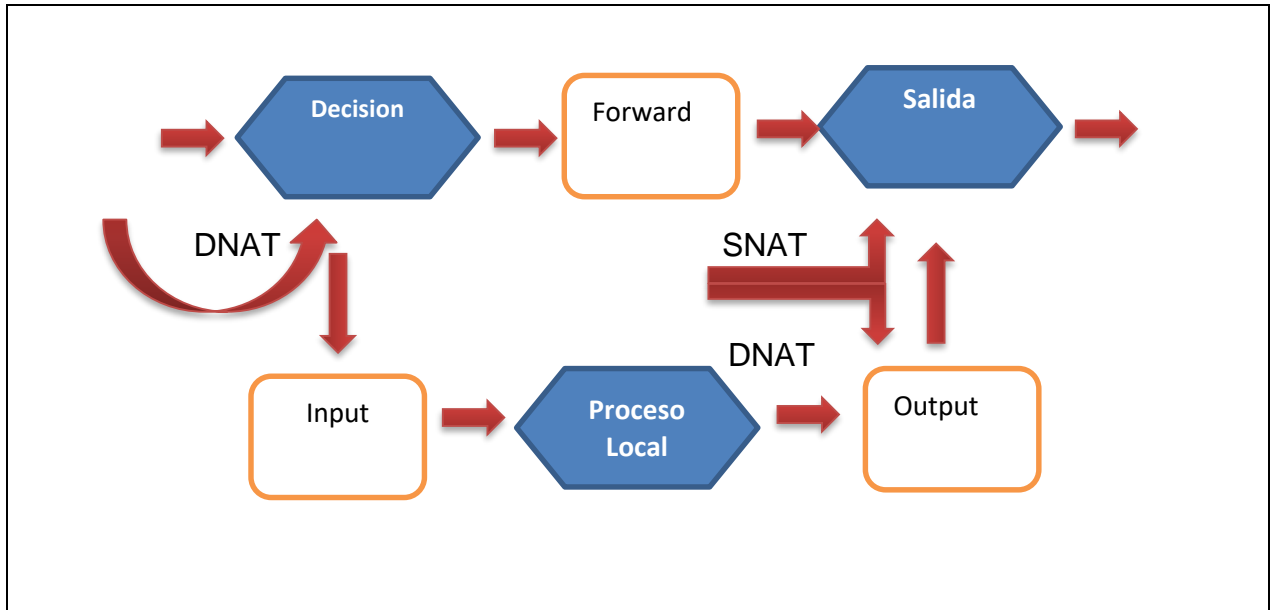 Decision
Forward
Salida
DNAT
SNAT
DNAT
Input
Proceso
Local
Output